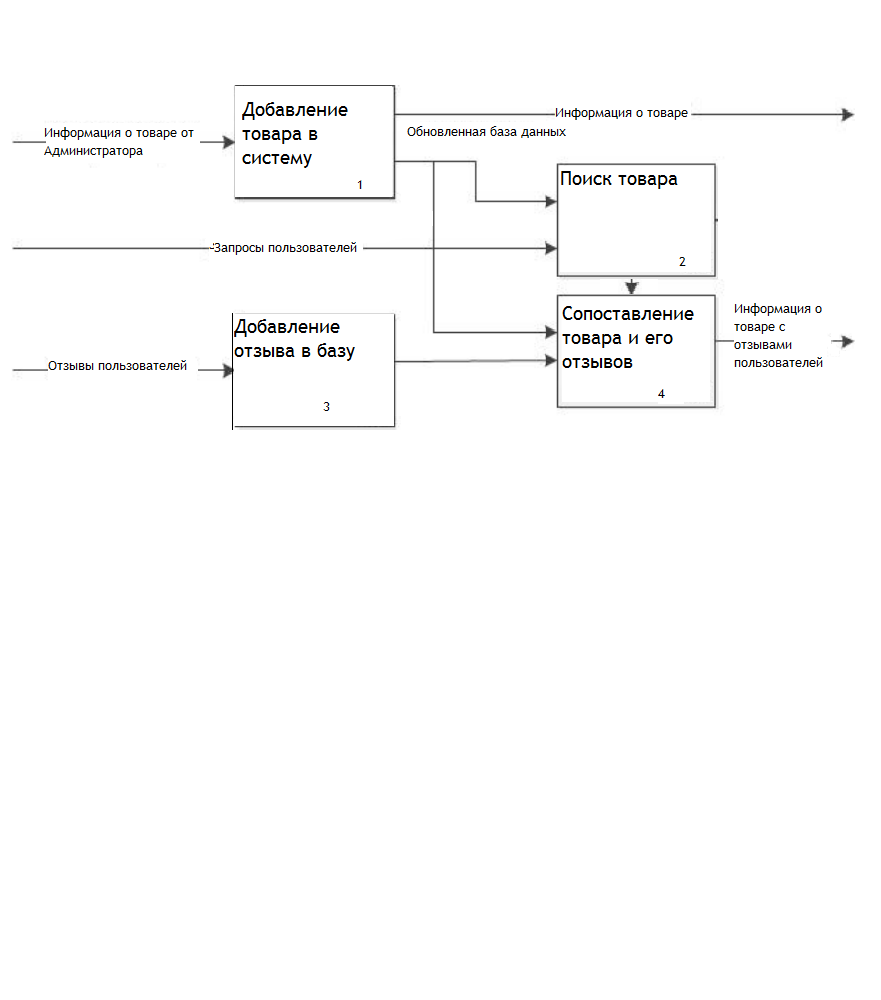 Добавление
товара в
систему
1
Информация о товаре от
Администратора
Информация о товаре
Обновленная база данных
Поиск товара
2
Запросы пользователей
Добавление
отзыва в базу
3
Отзывы пользователей
Сопоставление
товара и его
отзывов
4
Информация о
товаре с
отзывами
пользователей